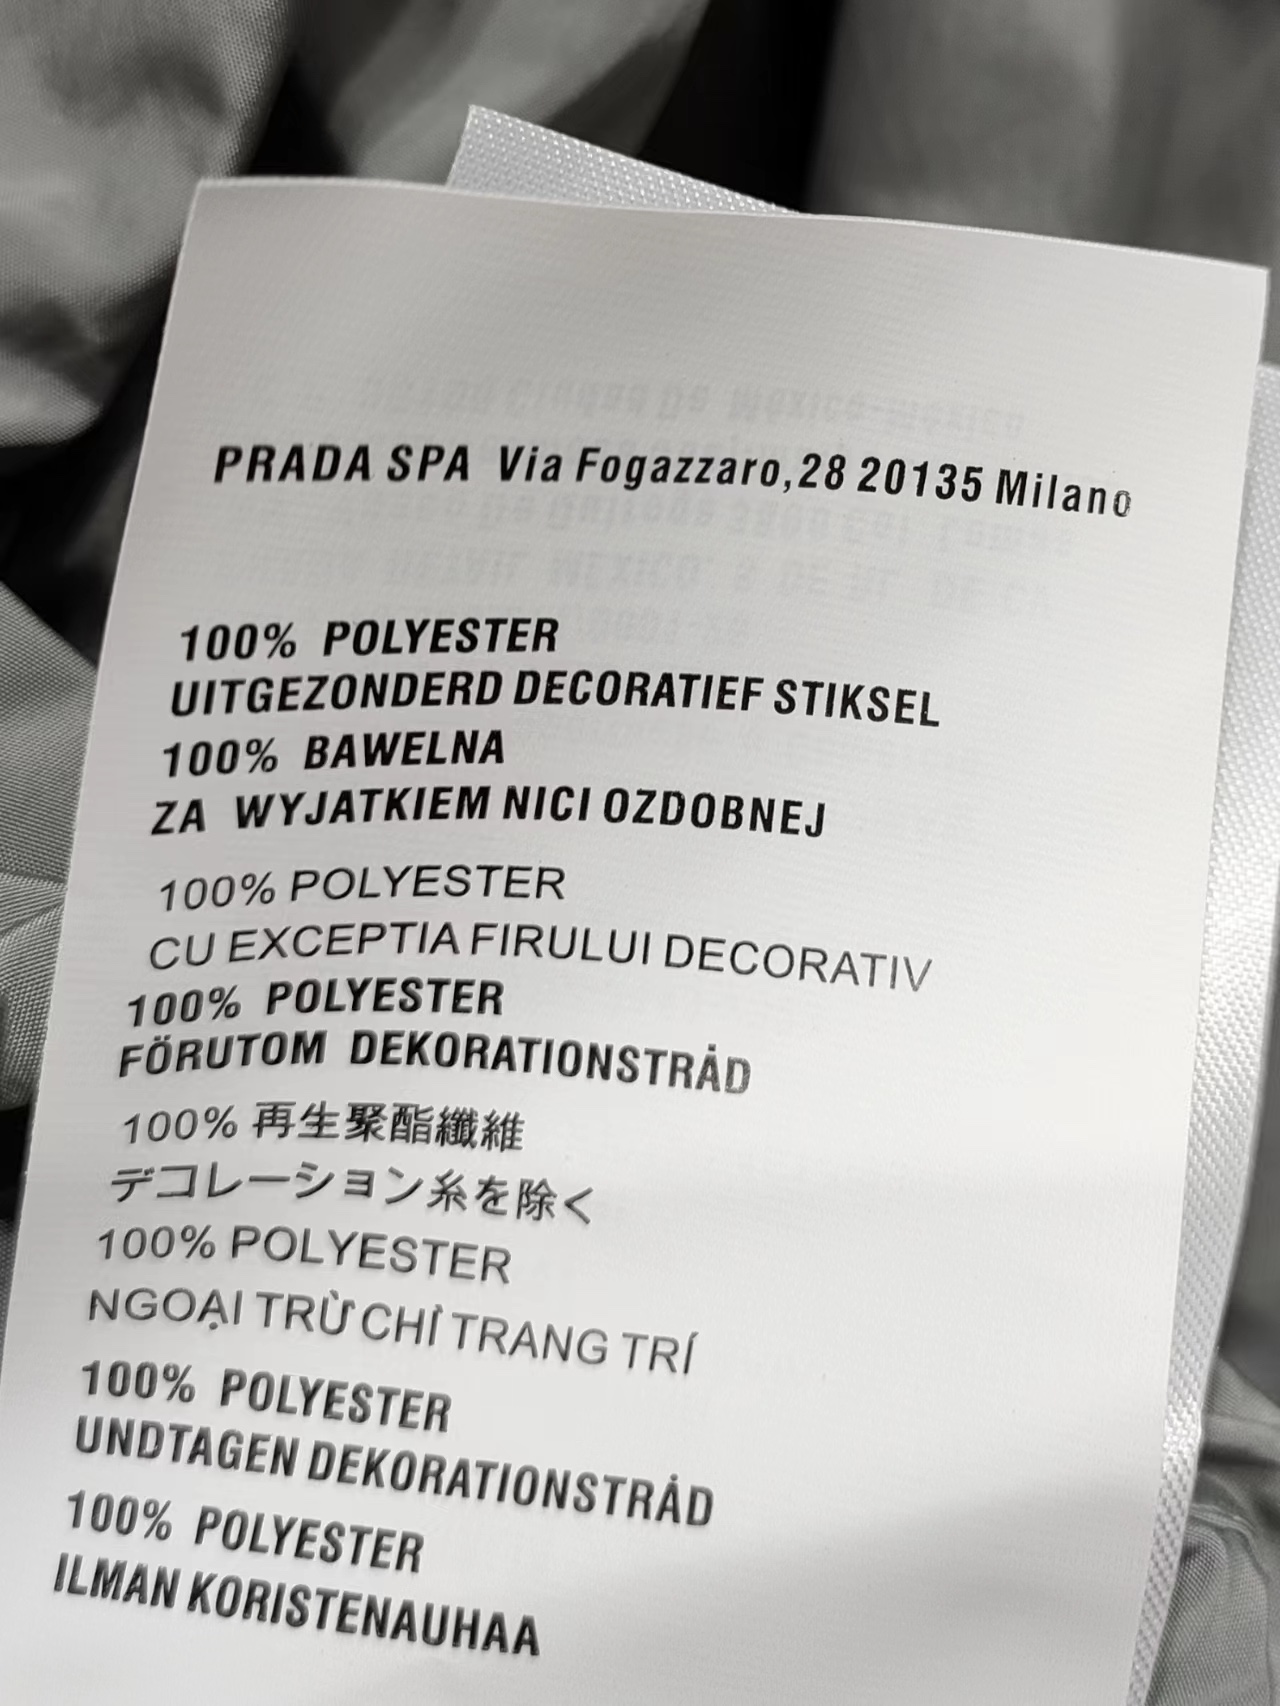 PRADA SPA Via Fogazzaro,28 20135 Milano
100% POLYESTER
UITGEZONDERD DECORATIEF STIKSEL
100% BAWELNA
ZA WYJATKIEM NICI OZDOBNEJ
100% POLYESTER
CU EXCEPTIA FIRULUI DECORATIV
100% POLYESTER
FÖRUTOM DEKORATIONSTRÅD
100% 再生聚酯纖維
デコレーション糸を除く
100% POLYESTER
NGOẠI TRỪ CHỈ TRANG TRÍ
100% POLYESTER
UNDTAGEN DEKORATIONSTRÅD
100% POLYESTER
ILMAN KORISTENAUHAA